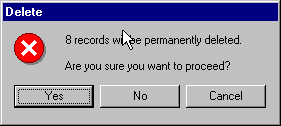 Delete
8 records permanently deleted.
Are you sure you want to proceed?
Yes No Cancel